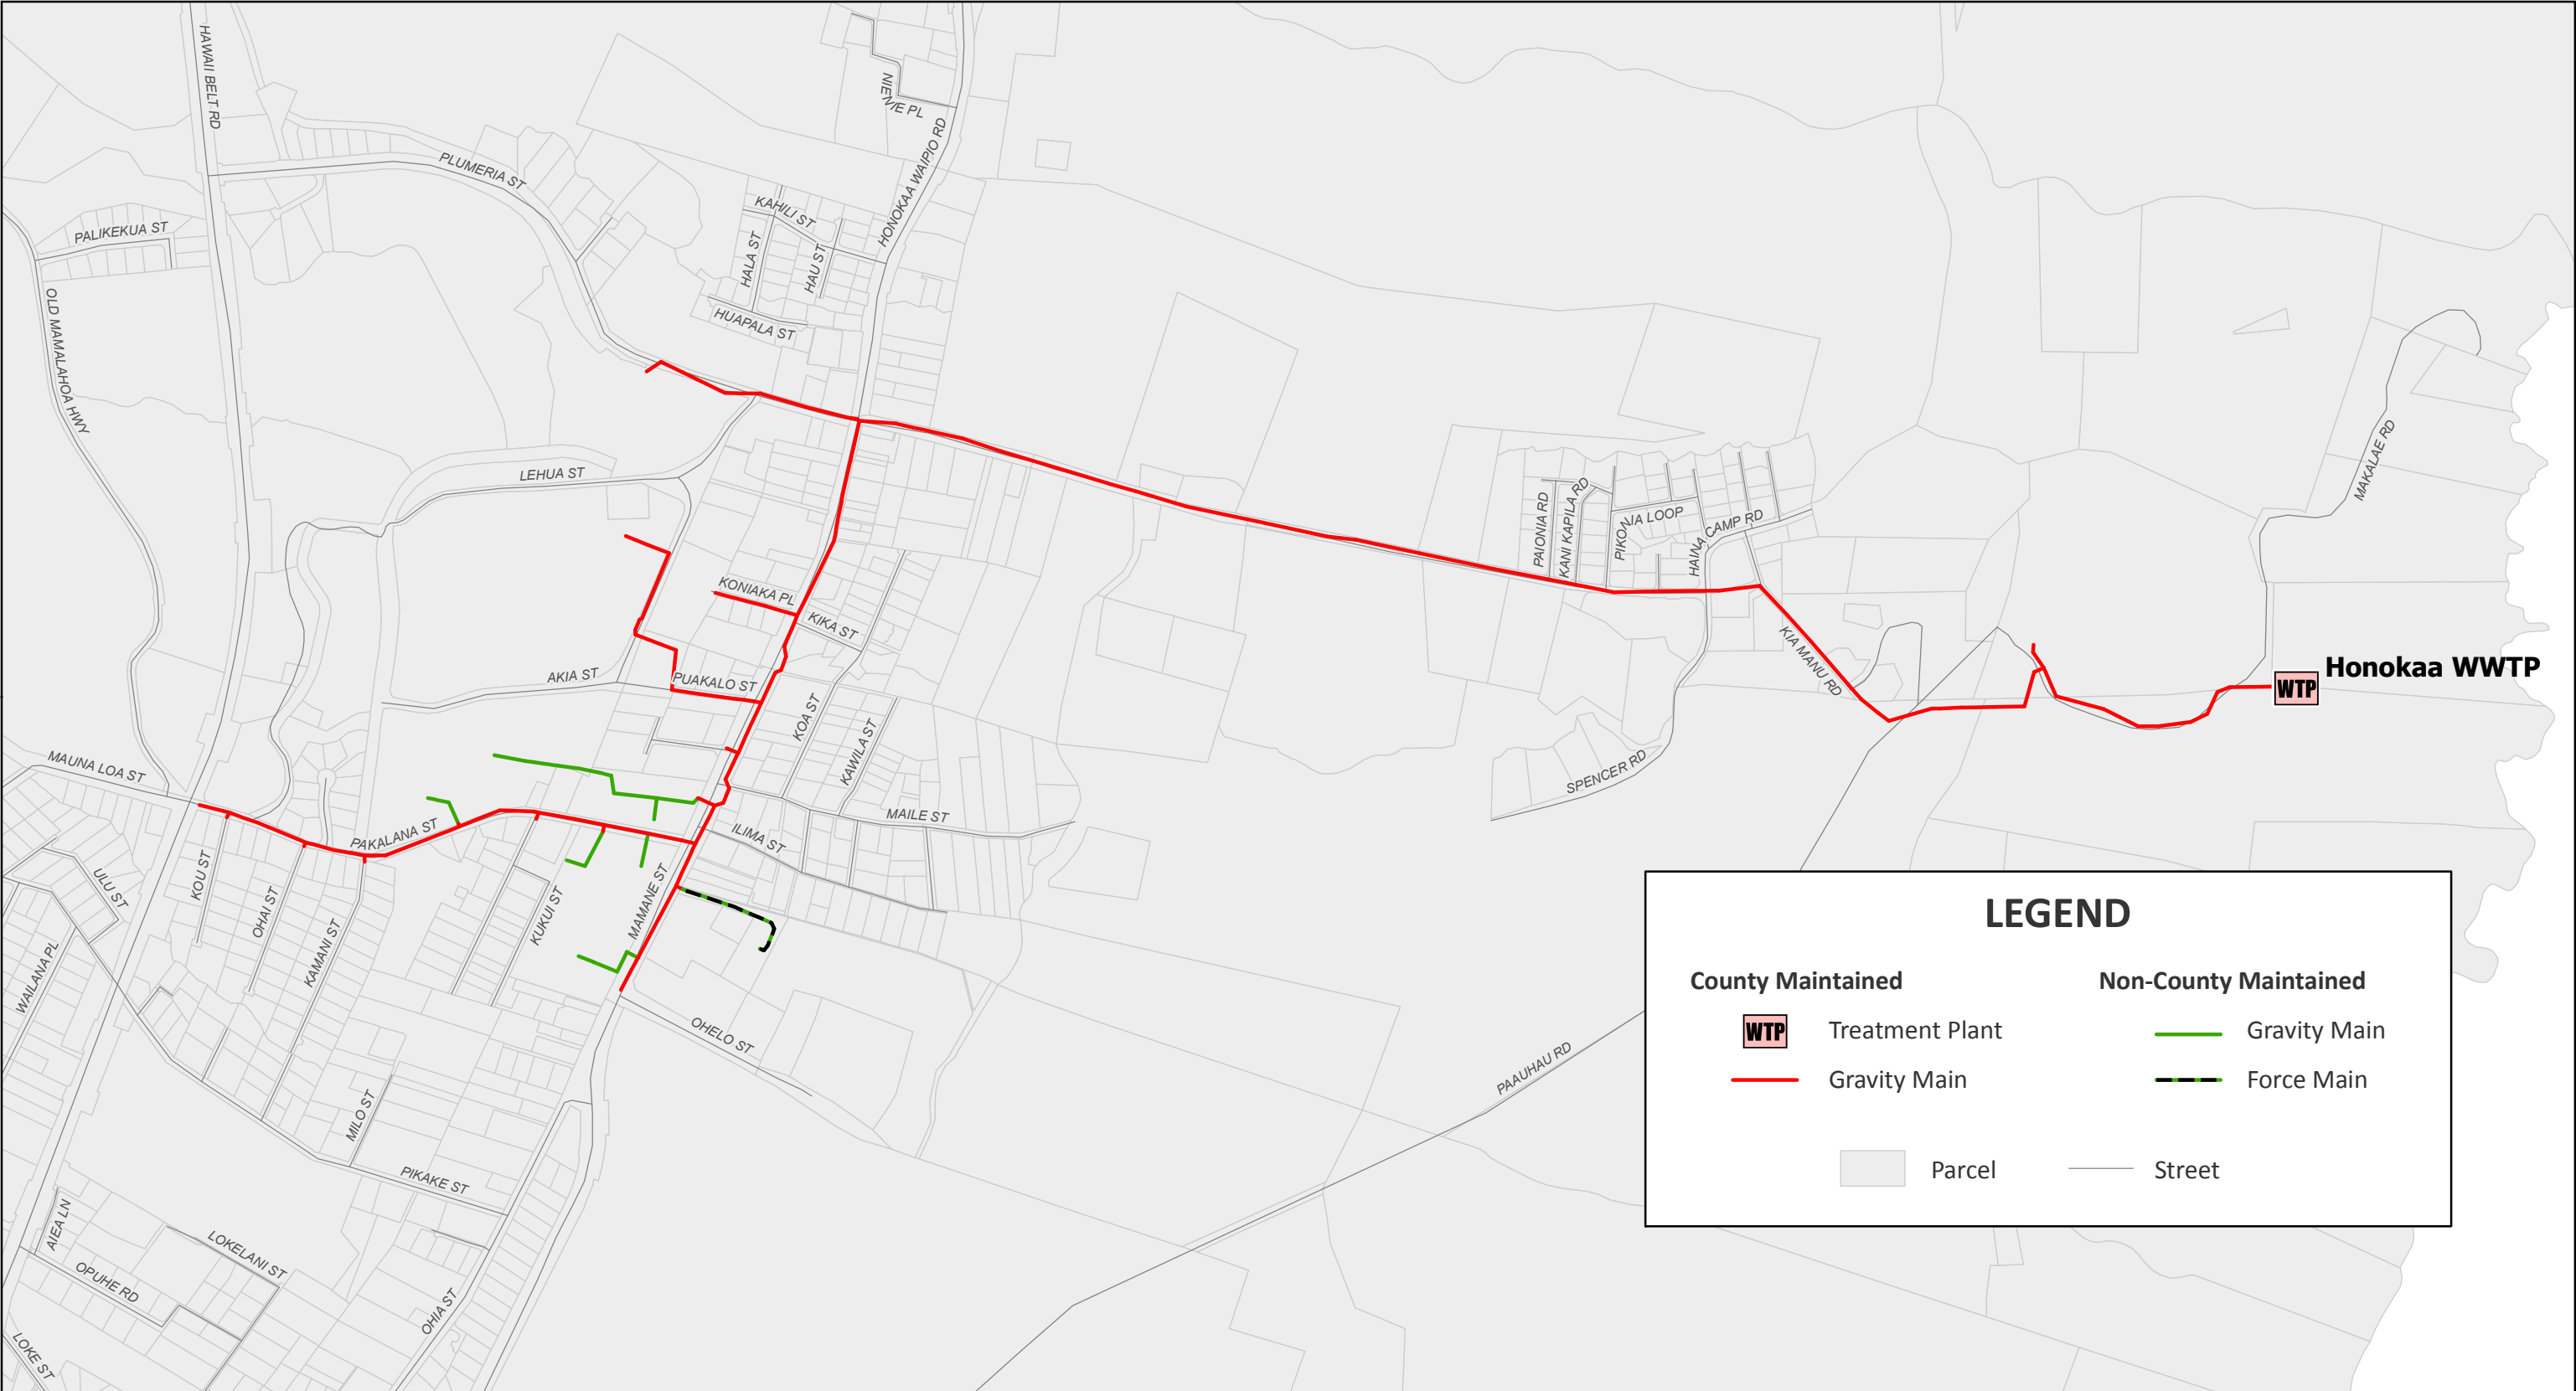 HAWAII BELT RD
NIENIE PL
HONOKAA WAIPIO RD
PLUMERIA ST
KAHILI ST
PALIKEKUA ST
HALA ST
HAU ST
HUAPALA ST
OLD MAMALAHOA HWY
LEHUA ST
MAKALAE RD
PAIONIA RD
KANI KAPILA RD
PIKONIA LOOP
HAINA CAMP RD
KONIAKA PL
KIKA ST
KIA MANU RD
AKIA ST
PUAKALO ST
Honokaa WWTP
WTP
KOA ST
KAWILA ST
MAUNA LOA ST
SPENCER RD
MAILE ST
PAKALANA ST
ILIMA ST
KOU ST
ULU ST
OHAI ST
KAMANI ST
KUKUI ST
MAMANE ST
WAILANA PL
OHELO ST
PAAUHAU RD
MILO ST
PIKAKE ST
AIEA LN
LOKELANI ST
OPUHE RD
OHIA ST
LOKE ST
LEGEND
County Maintained
WTP Treatment Plant
Gravity Main
Non-County Maintained
Gravity Main
Force Main
Parcel
Street